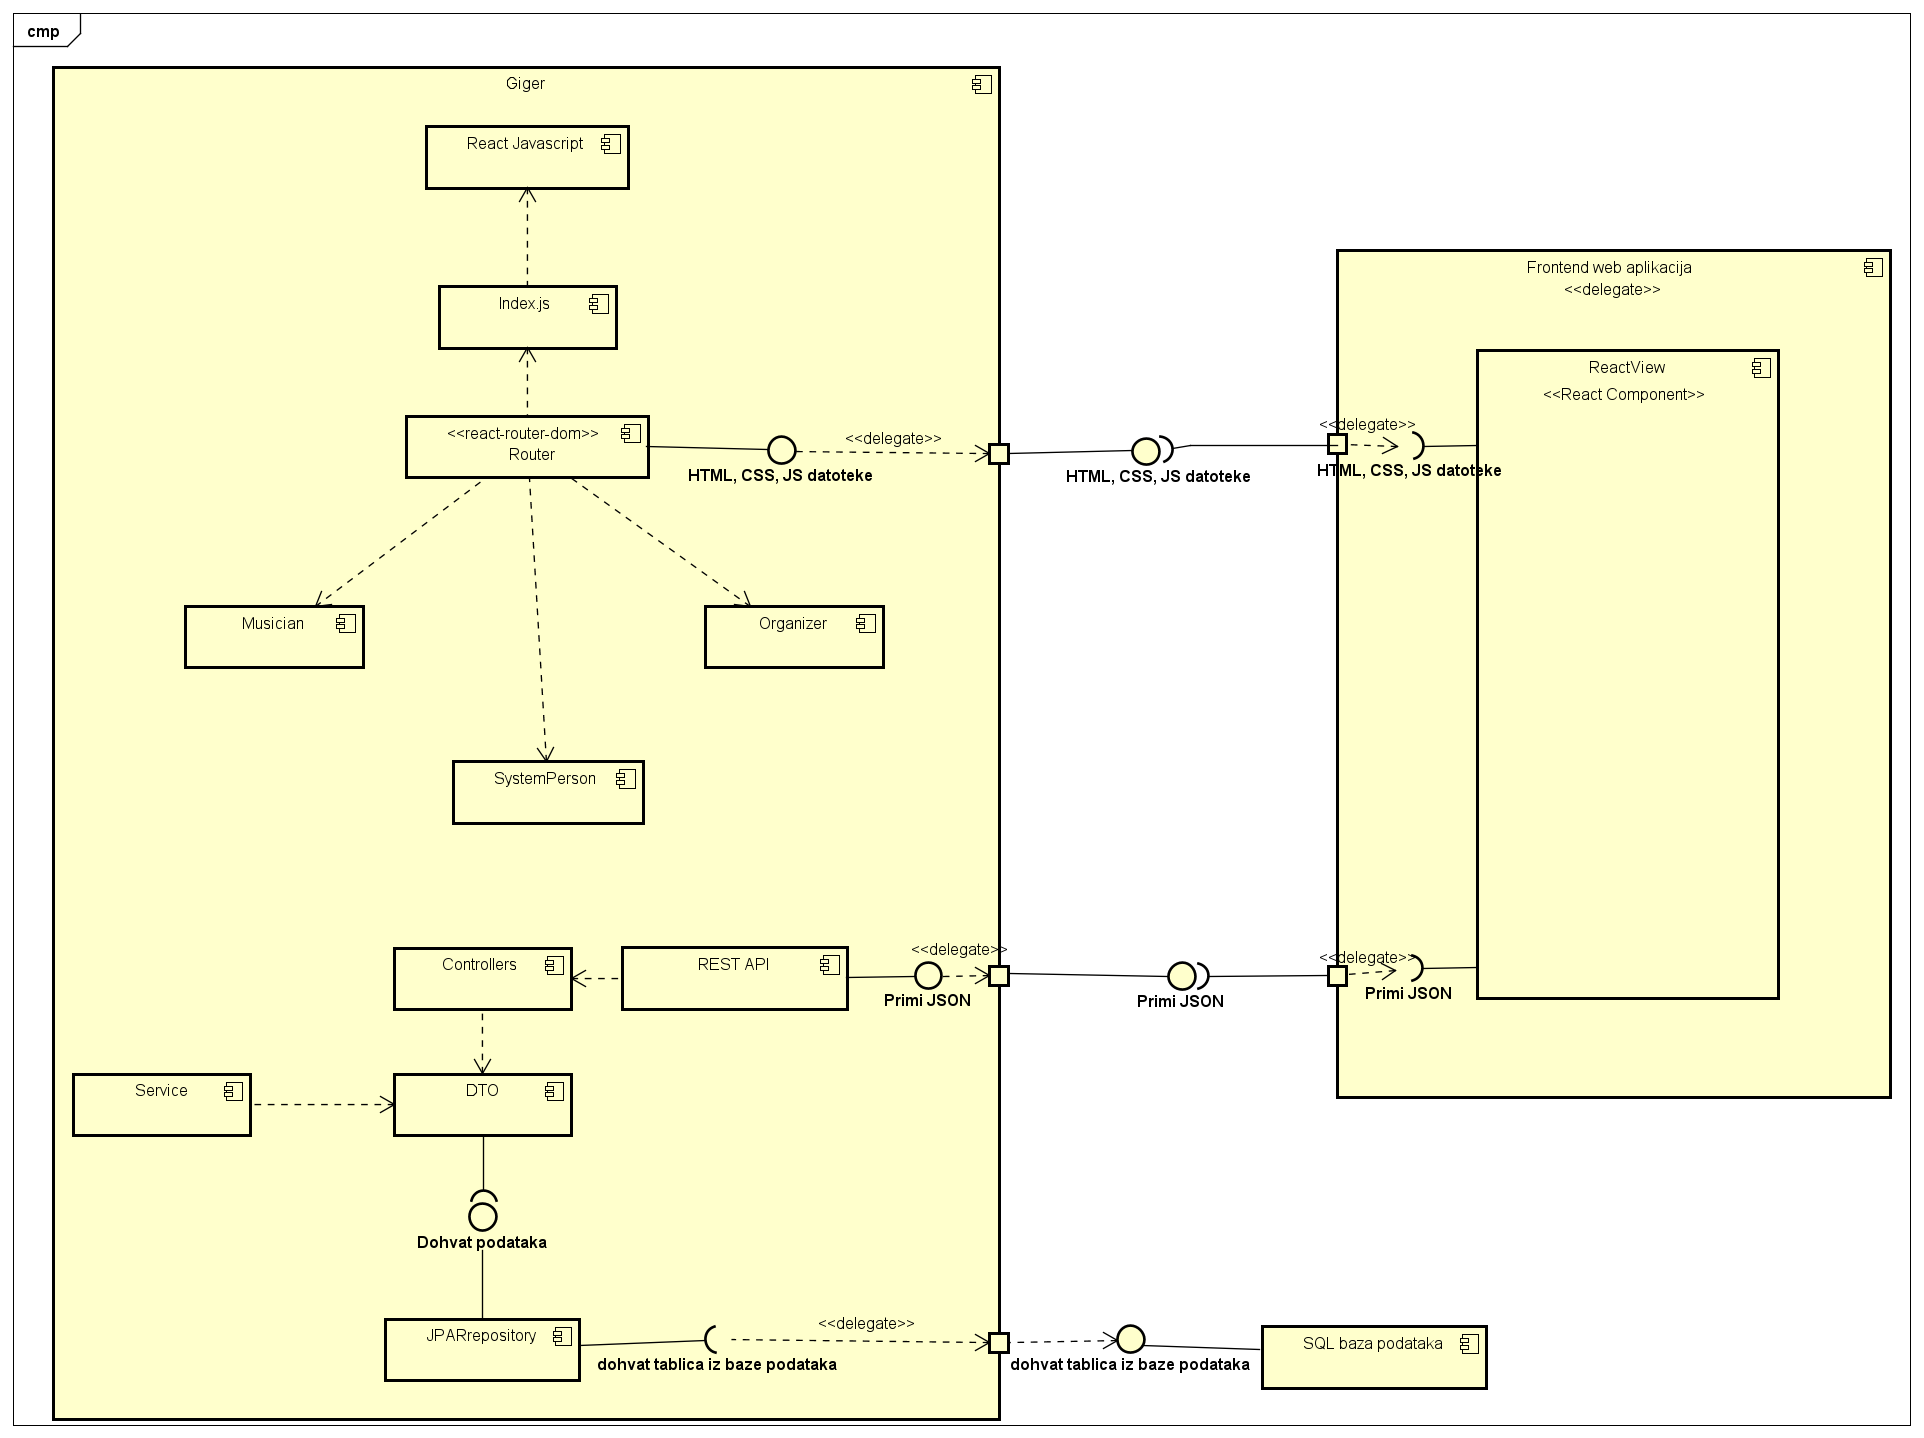 cmp
Giger
React Javascript
Index.js
Frontend web aplikacija
<<delegate>>
ReactView
<<React Component>>
<<react-router-dom>>
Router
<<delegate>>
HTML, CSS, JS datoteke
HTML, CSS, JS datoteke
<<delegate>>
HTML, CSS, JS datoteke
Musician
Organizer
SystemPerson
Controllers
REST API
<<delegate>>
Primi JSON
Primi JSON
<<delegate>>
Primi JSON
Service
DTO
Dohvat podataka
JPARrepository
<<delegate>>
dohvat tablica iz baze podataka
dohvat tablica iz baze podataka
SQL baza podataka